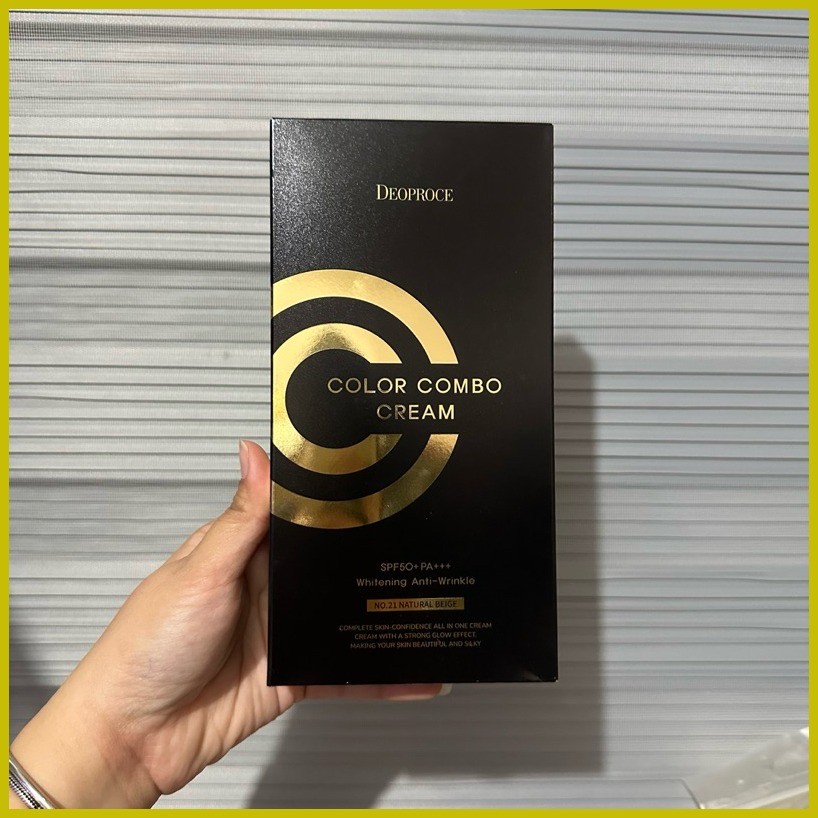 DEOPROCE
COLOR COMBO
CREAM
SPF50+ PA+++
Whitening Anti-Wrinkle
NO.21 NATURAL BEIGE
COMPLETE SKIN-CONFIDENCE ALL IN ONE CREAM
CREAM WITH A STRONG GLOW EFFECT,
MAKING YOUR SKIN BEAUTIFUL AND SILKY